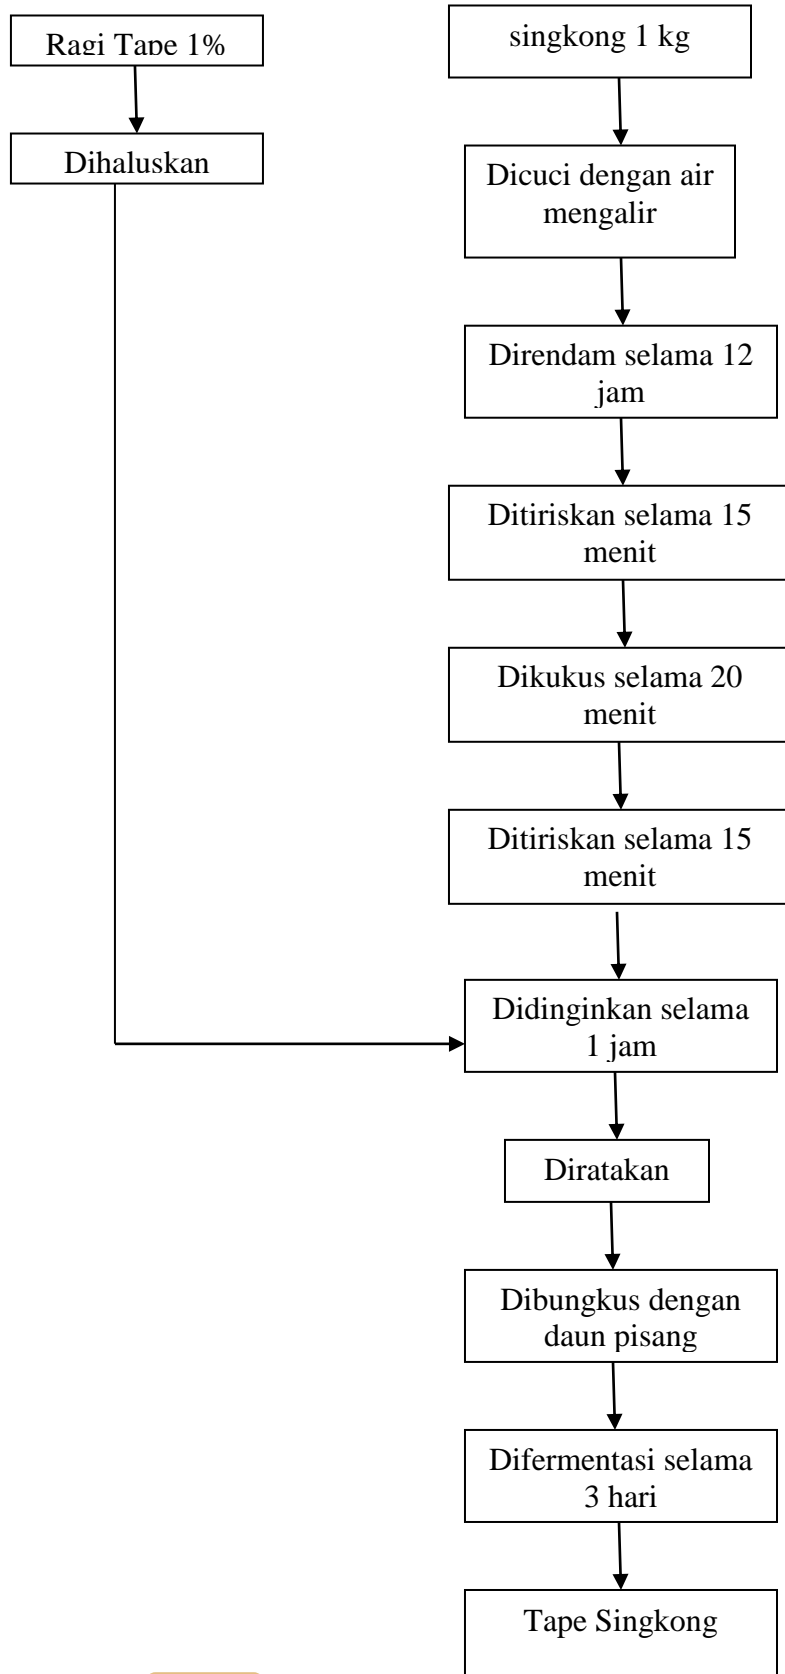 Ragi Tape 1%
Dihaluskan
singkong 1 kg
Dicuci dengan air
mengalir
Direndam selama 12
jam
Ditiriskan selama 15
menit
Dikukus selama 20
menit
Ditiriskan selama 15
menit
Didinginkan selama
1 jam
Diratakan
Dibungkus dengan
daun pisang
Difermentasi selama
3 hari
Tape Singkong